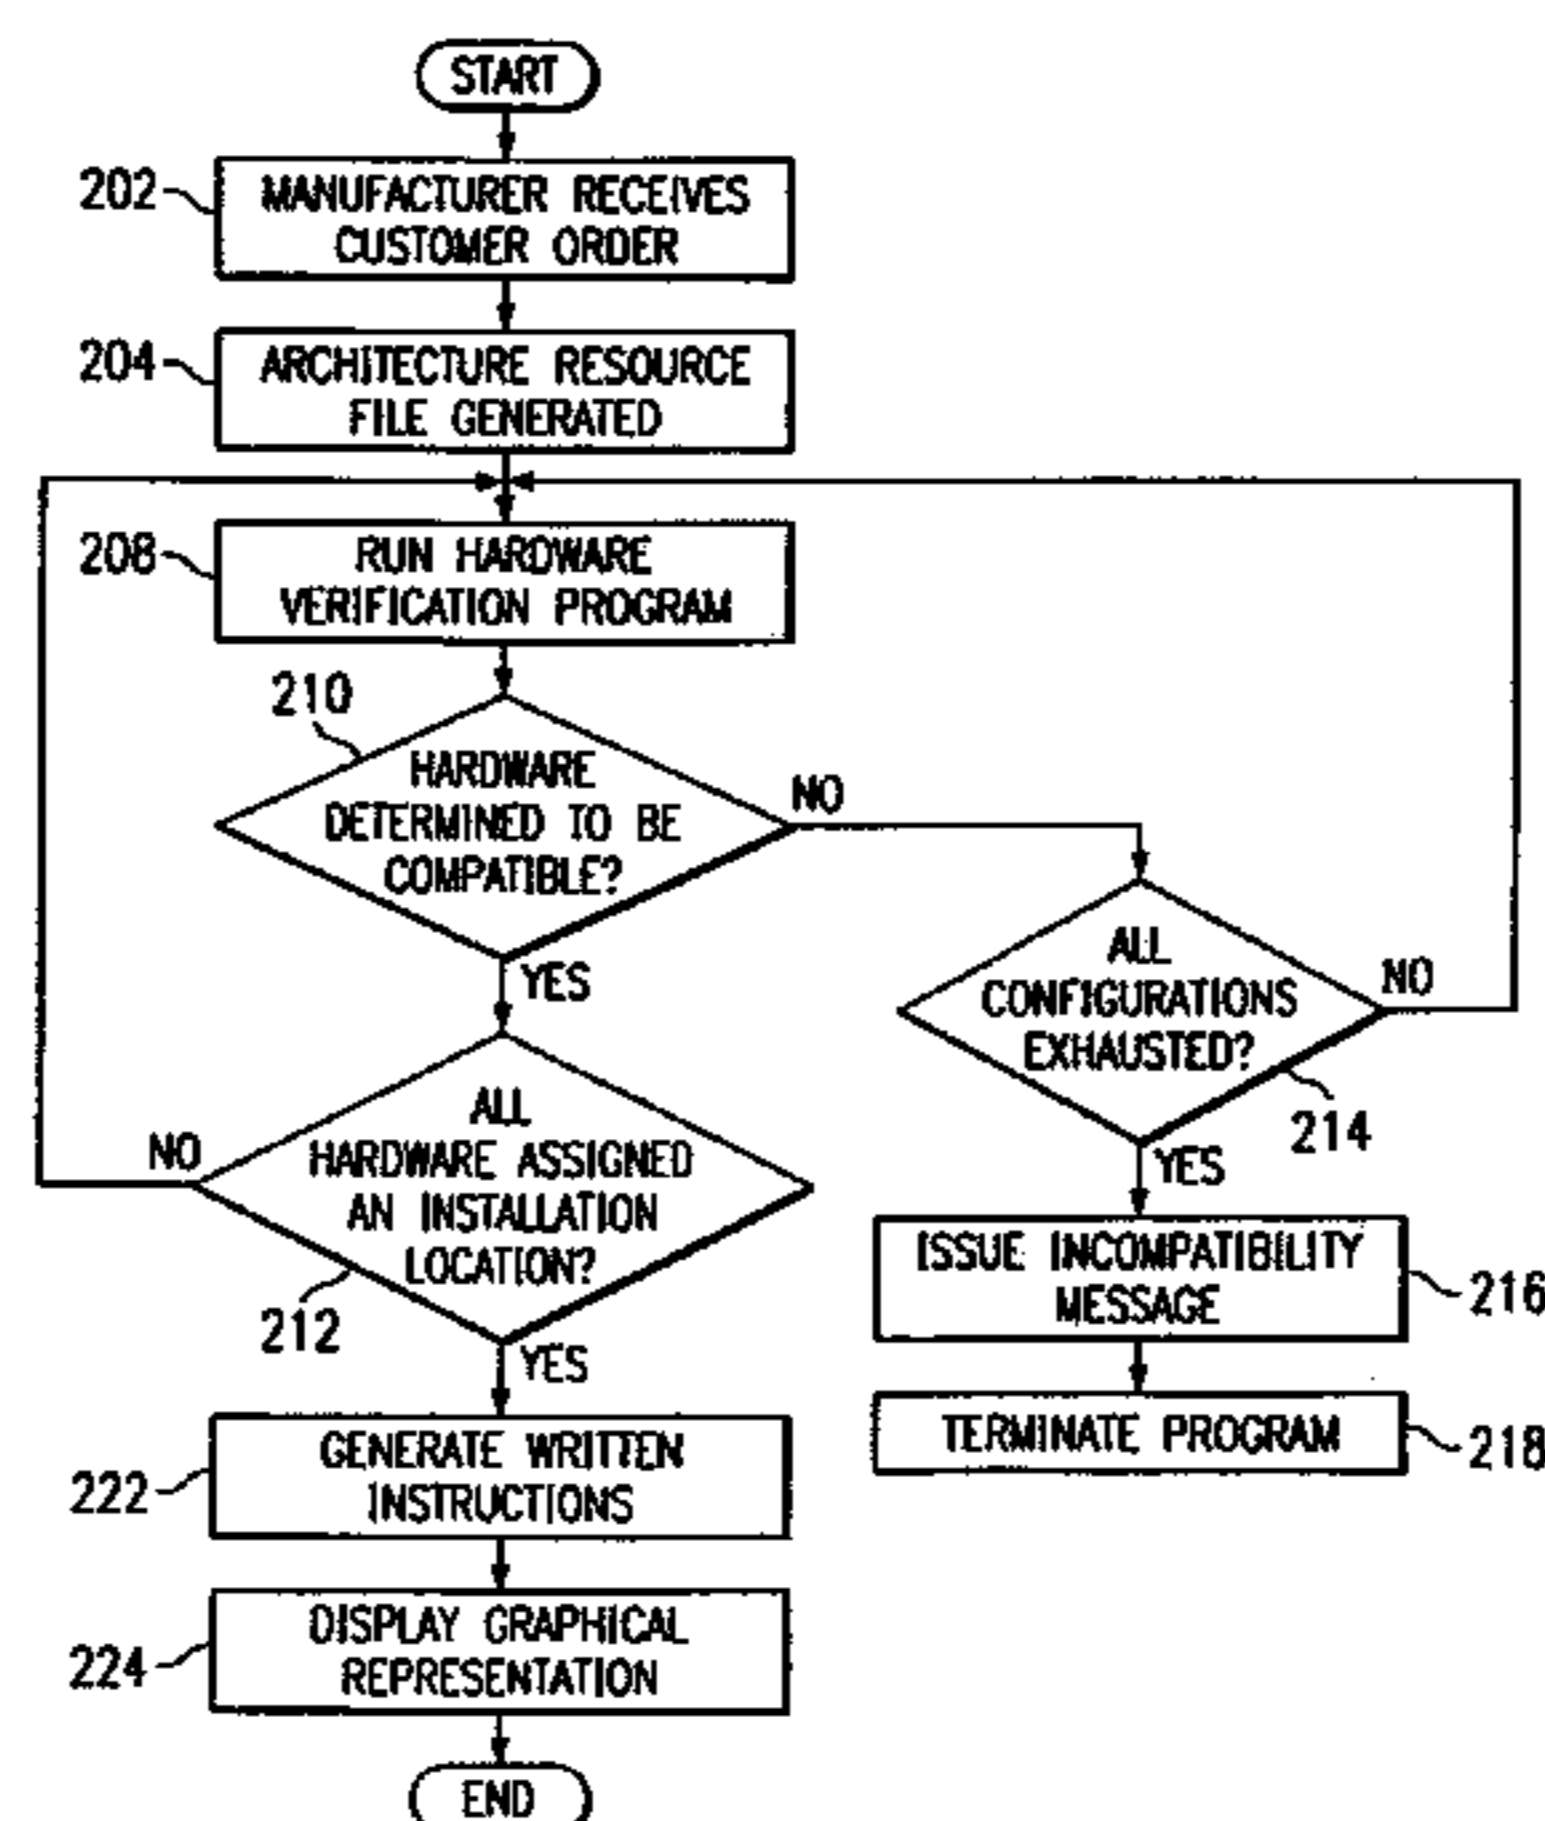 START
202
MANUFACTURER RECEIVES
CUSTOMER ORDER
204
ARCHITECTURE RESOURCE
FILE GENERATED
208
RUN HARDWARE
VERIFICATION PROGRAM
210
HARDWARE
DETERMINED TO BE
COMPATIBLE?
NO
YES
ALL
CONFIGURATIONS
EXHAUSTED?
NO
214
YES
ALL
HARDWARE ASSIGNED
AN INSTALLATION
LOCATION?
NO
212
YES
ISSUE INCOMPATIBILITY
MESSAGE
216
TERMINATE PROGRAM
218
222
GENERATE WRITTEN
INSTRUCTIONS
224
DISPLAY GRAPHICAL
REPRESENTATION
END